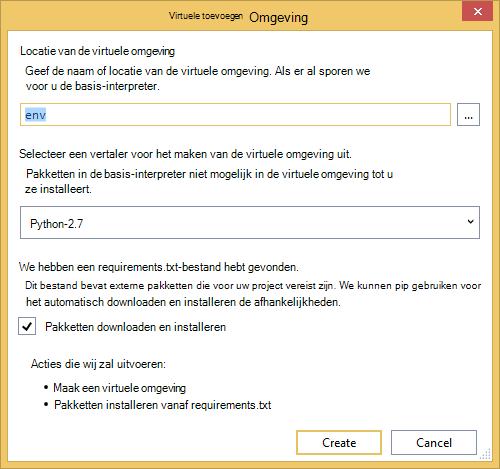 Virtuele toevoegen Omgeving
Locatie van de virtuele omgeving
Geef de naam of locatie van de virtuele omgeving. Als er al sporen we
voor u de basis-interpreter.
env
...
Selecteer een vertaler voor het maken van de virtuele omgeving uit.
Pakketten in de basis-interpreter niet mogelijk in de virtuele omgeving tot u
ze installeert.
Python-2.7
We hebben een requirements.txt-bestand hebt gevonden.
Dit bestand bevat externe pakketten die voor uw project vereist zijn. We kunnen pip gebruiken voor
het automatisch downloaden en installeren de afhankelijkheden.
Pakketten downloaden en installeren
Acties die wij zal uitvoeren:
• Maak een virtuele omgeving
• Pakketten installeren vanaf requirements.txt
Create Cancel